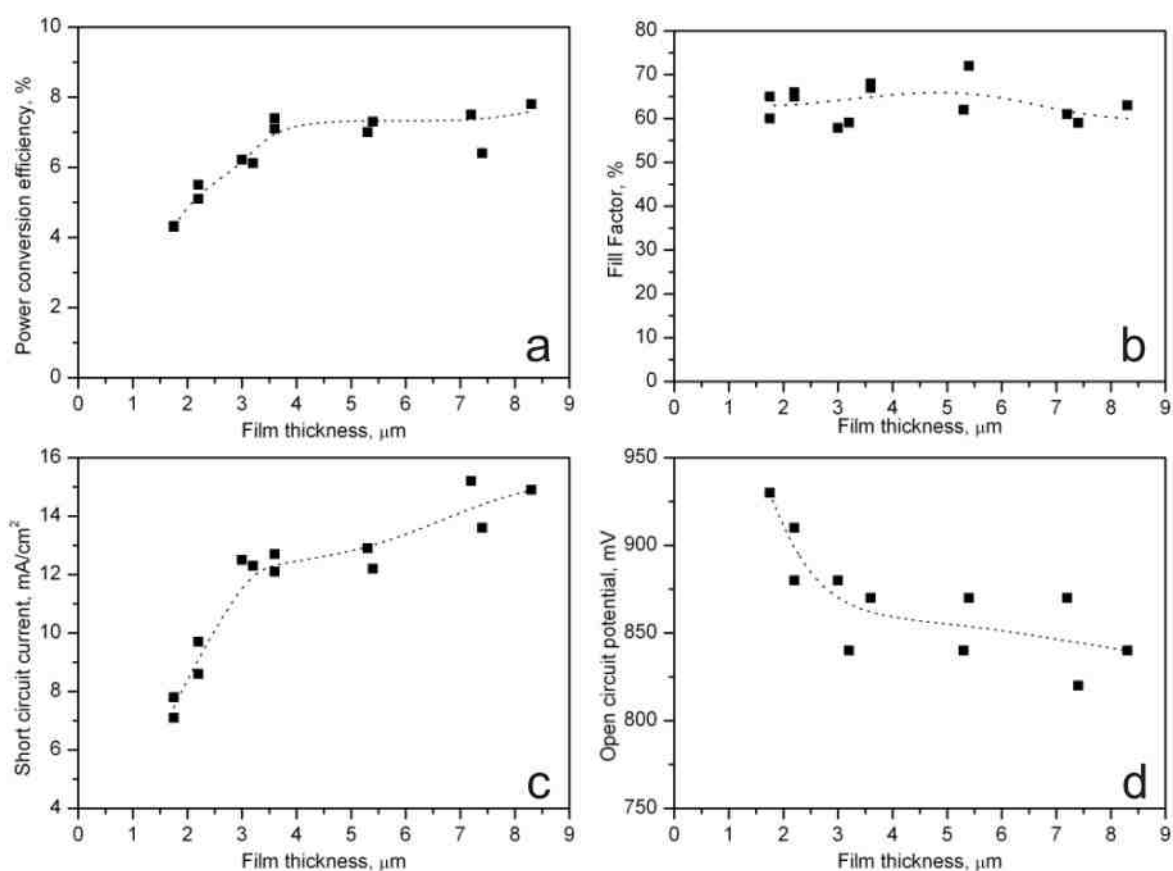 10
8
6
4
2
0
Power conversion efficiency, %
a
0 1 2 3 4 5 6 7 8 9
Film thickness, μm
80
70
60
50
40
30
20
10
0
Fill Factor, %
b
0 1 2 3 4 5 6 7 8 9
Film thickness, μm
16
14
12
10
8
6
4
Short circuit current, mA/cm²
c
0 1 2 3 4 5 6 7 8 9
Film thickness, μm
950
900
850
800
750
Open circuit potential, mV
d
0 1 2 3 4 5 6 7 8 9
Film thickness, μm